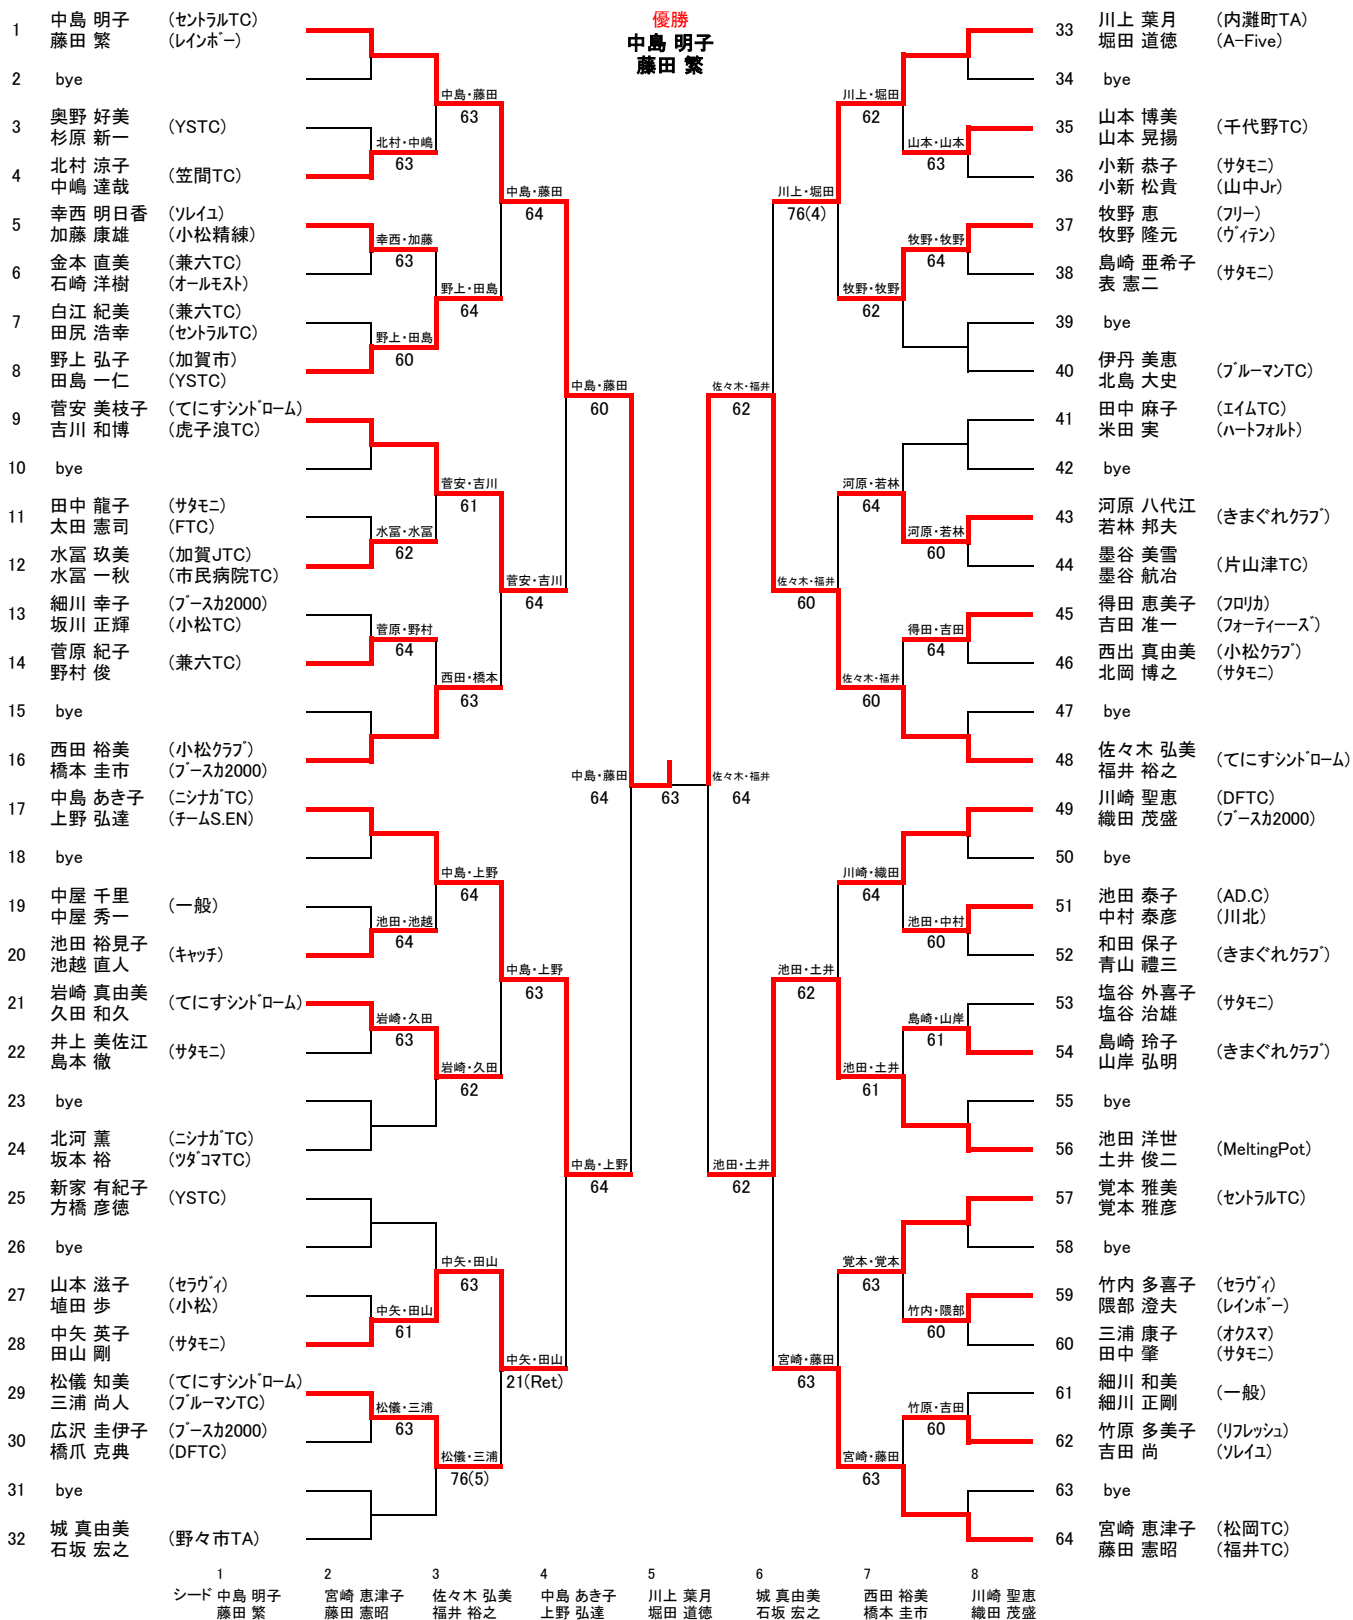 優勝
中島 明子
藤田 繁
1 中島 明子 (セントラルTC)
藤田 繁 (レインボー)
2 bye
3 奥野 好美 (YSTC)
杉原 新一
4 北村 涼子 (笠間TC)
中嶋 達哉
5 幸西 明日香 (ソレイユ)
加藤 康雄 (小松精練)
6 金本 直美 (兼六TC)
石崎 洋樹 (オールモスト)
7 白江 紀美 (兼六TC)
田尻 浩幸 (セントラルTC)
8 野上 弘子 (加賀市)
田島 一仁 (YSTC)
9 菅安 美枝子 (てにすシンドローム)
吉川 和博 (虎子浪TC)
10 bye
11 田中 龍子 (サタモニ)
太田 憲司 (FTC)
12 水冨 玖美 (加賀JTC)
水冨 一秋 (市民病院TC)
13 細川 幸子 (ブースカ2000)
坂川 正輝 (小松TC)
14 菅原 紀子 (兼六TC)
野村 俊
15 bye
16 西田 裕美 (小松クラブ)
橋本 圭市 (ブースカ2000)
17 中島 あき子 (ニシナガTC)
上野 弘達 (チームS.EN)
18 bye
19 中屋 千里 (一般)
中屋 秀一
20 池田 裕見子 (キャッチ)
池越 直人
21 岩崎 真由美 (てにすシンドローム)
久田 和久
22 井上 美佐江 (サタモニ)
島本 徹
23 bye
24 北河 薫 (ニシナガTC)
坂本 裕 (ツダコマTC)
25 新家 有紀子 (YSTC)
方橋 彦徳
26 bye
27 山本 滋子 (セラヴィ)
埴田 歩 (小松)
28 中矢 英子 (サタモニ)
田山 剛
29 松儀 知美 (てにすシンドローム)
三浦 尚人 (ブルーマンTC)
30 広沢 圭伊子 (ブースカ2000)
橋爪 克典 (DFTC)
31 bye
32 城 真由美 (野々市TA)
石坂 宏之
北村・中嶋
63
幸西・加藤
63
野上・田島
60
水冨・水冨
62
菅原・野村
64
池田・池越
64
岩崎・久田
63
中矢・田山
61
松儀・三浦
63
中島・藤田
63
野上・田島
64
菅安・吉川
61
西田・橋本
63
中島・上野
64
岩崎・久田
62
中矢・田山
63
松儀・三浦
76(5)
中島・藤田
64
菅安・吉川
64
中島・上野
63
中矢・田山
21(Ret)
中島・藤田
60
中島・上野
64
中島・藤田
64
63
佐々木・福井
64
佐々木・福井
62
池田・土井
62
川上・堀田
76(4)
佐々木・福井
60
池田・土井
62
宮崎・藤田
63
川上・堀田
62
牧野・牧野
62
河原・若林
64
佐々木・福井
60
川崎・織田
64
池田・土井
61
覚本・覚本
63
宮崎・藤田
63
山本・山本
63
牧野・牧野
64
河原・若林
60
得田・吉田
64
池田・中村
60
島崎・山岸
61
竹内・隈部
60
竹原・吉田
60
33 川上 葉月 (内灘町TA)
堀田 道徳 (A-Five)
34 bye
35 山本 博美 (千代野TC)
山本 晃揚
36 小新 恭子 (サタモニ)
小新 松貴 (山中Jr)
37 牧野 恵 (フリー)
牧野 隆元 (ヴィテン)
38 島崎 亜希子 (サタモニ)
表 憲二
39 bye
40 伊丹 美恵 (ブルーマンTC)
北島 大史
41 田中 麻子 (エイムTC)
米田 実 (ハートフォルト)
42 bye
43 河原 八代江 (きまぐれクラブ)
若林 邦夫
44 墨谷 美雪 (片山津TC)
墨谷 航冶
45 得田 恵美子 (フロリカ)
吉田 准一 (フォーティーーズ)
46 西出 真由美 (小松クラブ)
北岡 博之 (サタモニ)
47 bye
48 佐々木 弘美 (てにすシンドローム)
福井 裕之
49 川崎 聖恵 (DFTC)
織田 茂盛 (ブースカ2000)
50 bye
51 池田 泰子 (AD.C)
中村 泰彦 (川北)
52 和田 保子 (きまぐれクラブ)
青山 禮三
53 塩谷 外喜子 (サタモニ)
塩谷 治雄
54 島崎 玲子 (きまぐれクラブ)
山岸 弘明
55 bye
56 池田 洋世 (MeltingPot)
土井 俊二
57 覚本 雅美 (セントラルTC)
覚本 雅彦
58 bye
59 竹内 多喜子 (セラヴィ)
隈部 澄夫 (レインボー)
60 三浦 康子 (オクスマ)
田中 肇 (サタモニ)
61 細川 和美 (一般)
細川 正剛
62 竹原 多美子 (リフレッシュ)
吉田 尚 (ソレイユ)
63 bye
64 宮崎 恵津子 (松岡TC)
藤田 憲昭 (福井TC)
1 2 3 4 5 6 7 8
シード 中島 明子 宮崎 恵津子 佐々木 弘美 中島 あき子 川上 葉月 城 真由美 西田 裕美 川崎 聖恵
藤田 繁 藤田 憲昭 福井 裕之 上野 弘達 堀田 道徳 石坂 宏之 橋本 圭市 織田 茂盛